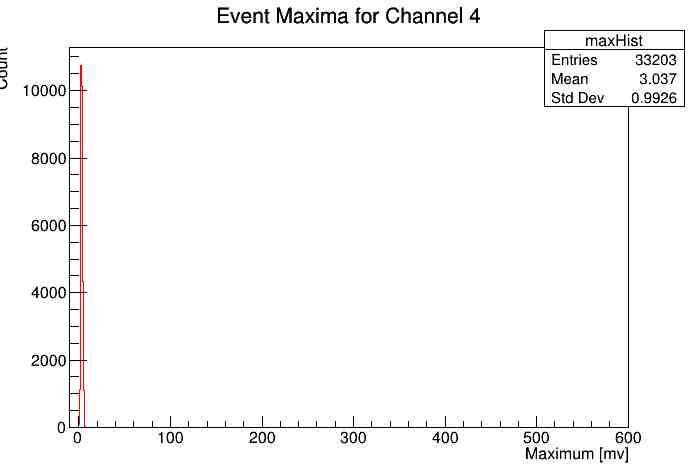 Event Maxima for Channel 4
maxHist
Entries 33203
Mean 3.037
Std Dev 0.9926
Count
10000
8000
6000
4000
2000
0
0 100 200 300 400 500 600
Maximum [mv]